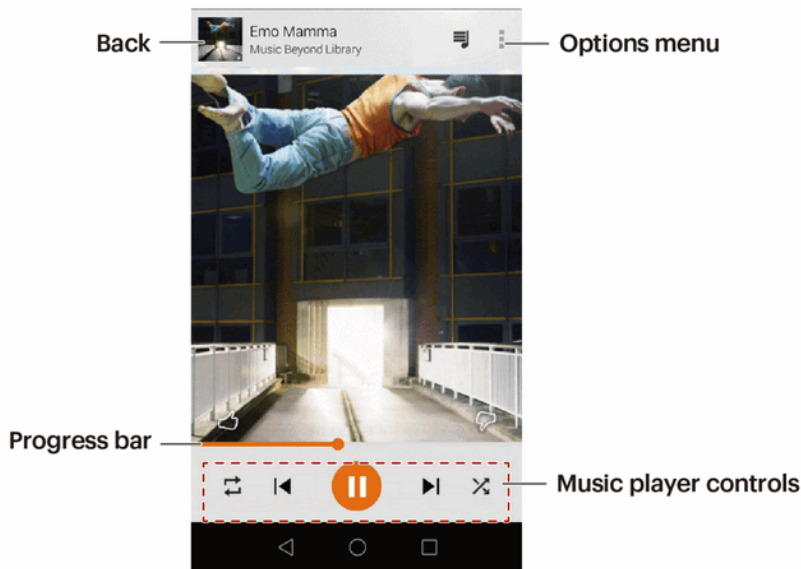 Back
Emo Mamma
Music Beyond Library
Options menu
Progress bar
Music player controls